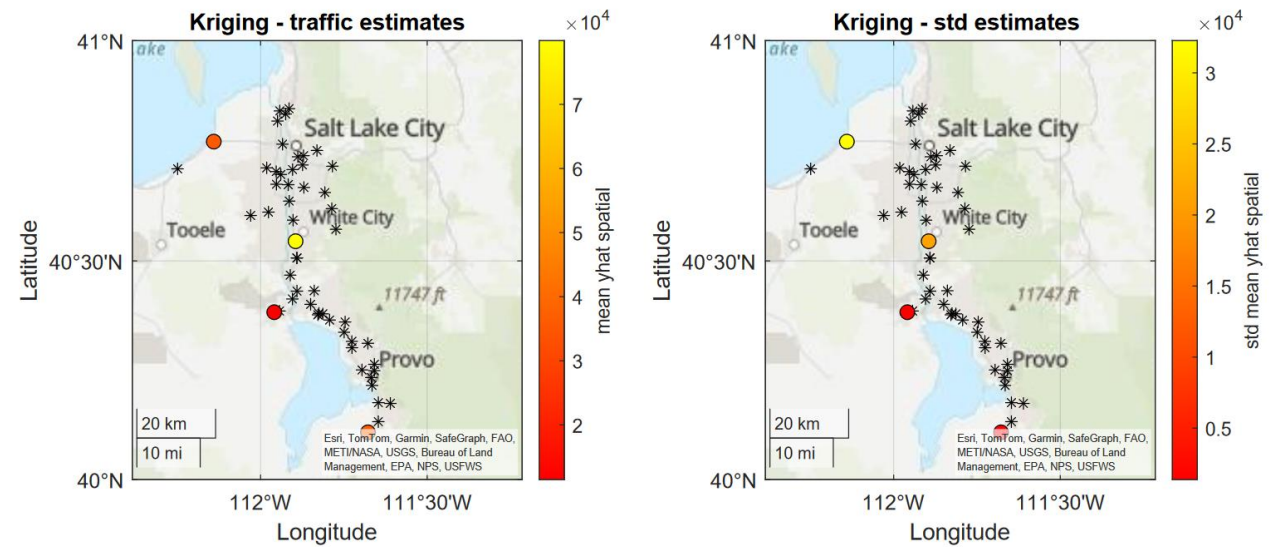 Kriging - traffic estimates
×10⁴
41°N
40°30'N
40°N
Latitude
112°W
111°30'W
Longitude
ake
Salt Lake City
White City
Tooele
11747 ft
Provo
20 km
10 mi
Esri, TomTom, Garmin, SafeGraph, FAO,
METI/NASA, USGS, Bureau of Land
Management, EPA, NPS, USFWS
7
6
5
4
3
2
mean yhat spatial
Kriging - std estimates
×10⁴
41°N
40°30'N
40°N
Latitude
112°W
111°30'W
Longitude
ake
Salt Lake City
White City
Tooele
11747 ft
Provo
20 km
10 mi
Esri, TomTom, Garmin, SafeGraph, FAO,
METI/NASA, USGS, Bureau of Land
Management, EPA, NPS, USFWS
3
2.5
2
1.5
1
0.5
std mean yhat spatial